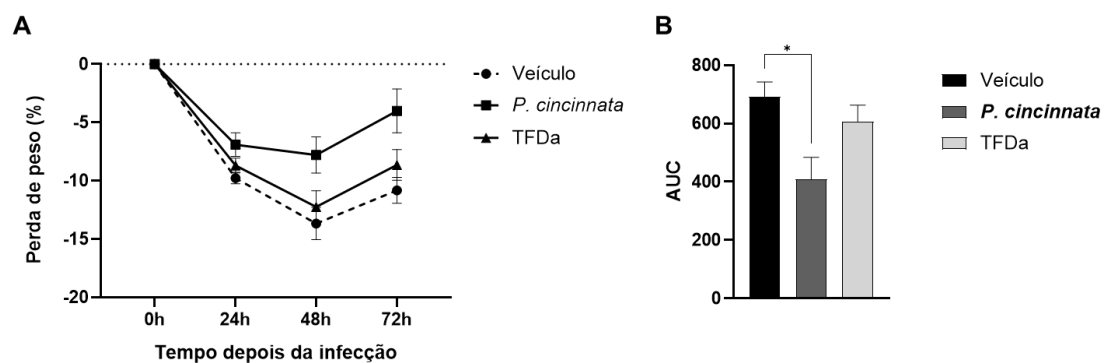 A
Perda de peso (%)
0
-5
-10
-15
-20
0h 24h 48h 72h
Tempo depois da infecção
Veículo
P. cincinnata
TFDa
B
AUC
800
600
400
200
0
*
Veículo
P. cincinnata
TFDa